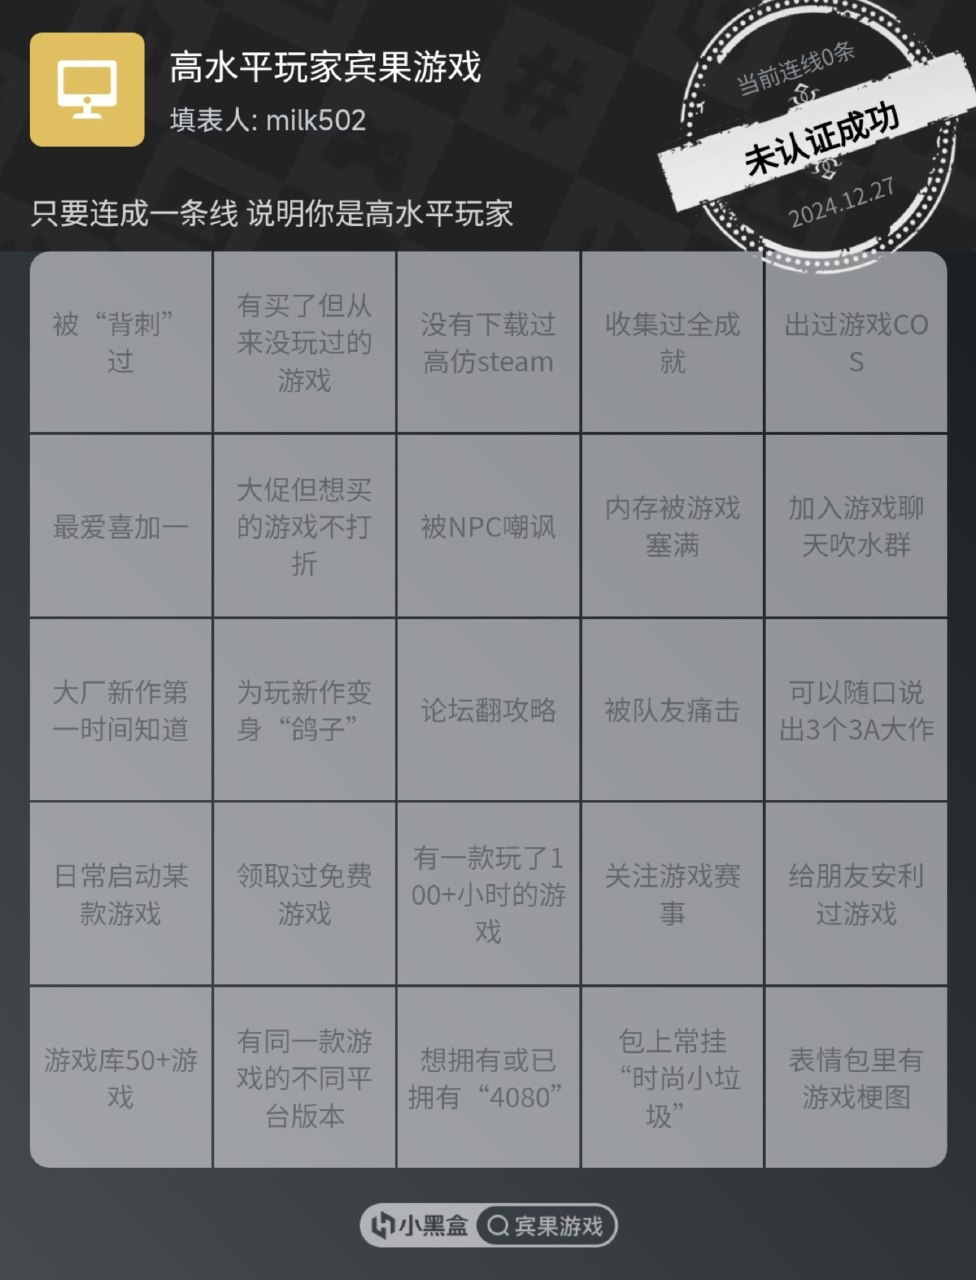 高水平玩家宾果游戏
填表人: milk502
当前连线0条
未认证成功
2024.12.27
只要连成一条线 说明你是高水平玩家
被“背刺”
过
有买了但从
来没玩过的
游戏
没有下载过
高仿steam
收集过全成
就
出过游戏CO
S
最爱喜加一
大促但想买
的游戏不打
折
被NPC嘲讽
内存被游戏
塞满
加入游戏聊
天吹水群
大厂新作第
一时间知道
为玩新作变
身“鸽子”
论坛翻攻略
被队友痛击
可以随口说
出3个3A大作
日常启动某
款游戏
领取过免费
游戏
有一款玩了1
00+小时的游
戏
关注游戏赛
事
给朋友安利
过游戏
游戏库50+游
戏
有同一款游
戏的不同平
台版本
想拥有或已
拥有“4080”
包上常挂
“时尚小垃
圾”
表情包里有
游戏梗图
小黑盒 宾果游戏